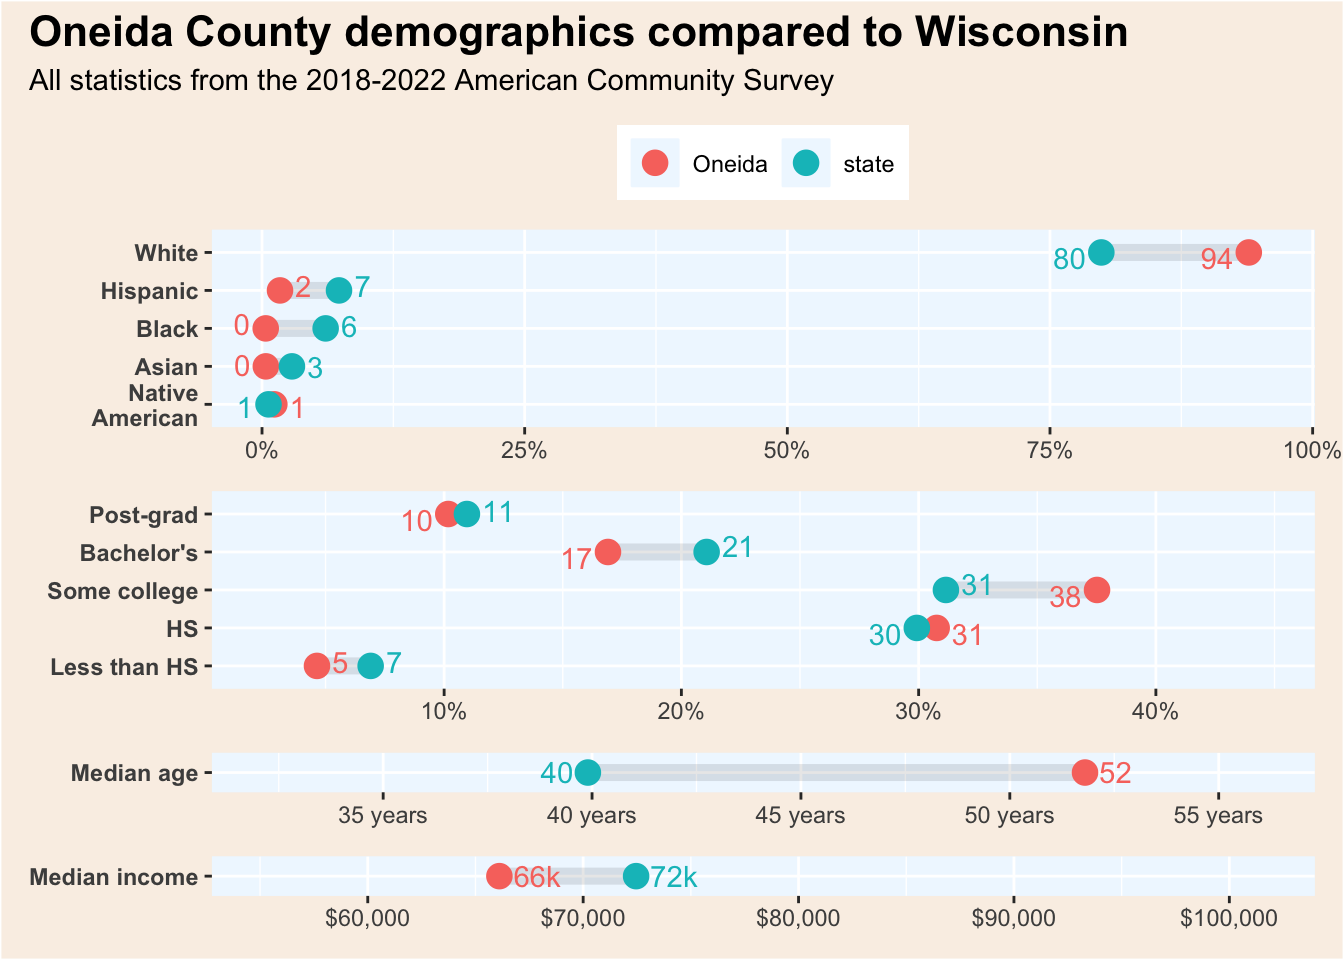 Oneida County demographics compared to Wisconsin
All statistics from the 2018-2022 American Community Survey
Oneida state
White 80 94
Hispanic 2 7
Black 0 6
Asian 0 3
Native
American 1 1
0% 25% 50% 75% 100%
Post-grad 10 11
Bachelor's 17 21
Some college 31 38
HS 30 31
Less than HS 5 7
10% 20% 30% 40%
Median age 40 52
35 years 40 years 45 years 50 years 55 years
Median income 66k 72k
$60,000 $70,000 $80,000 $90,000 $100,000